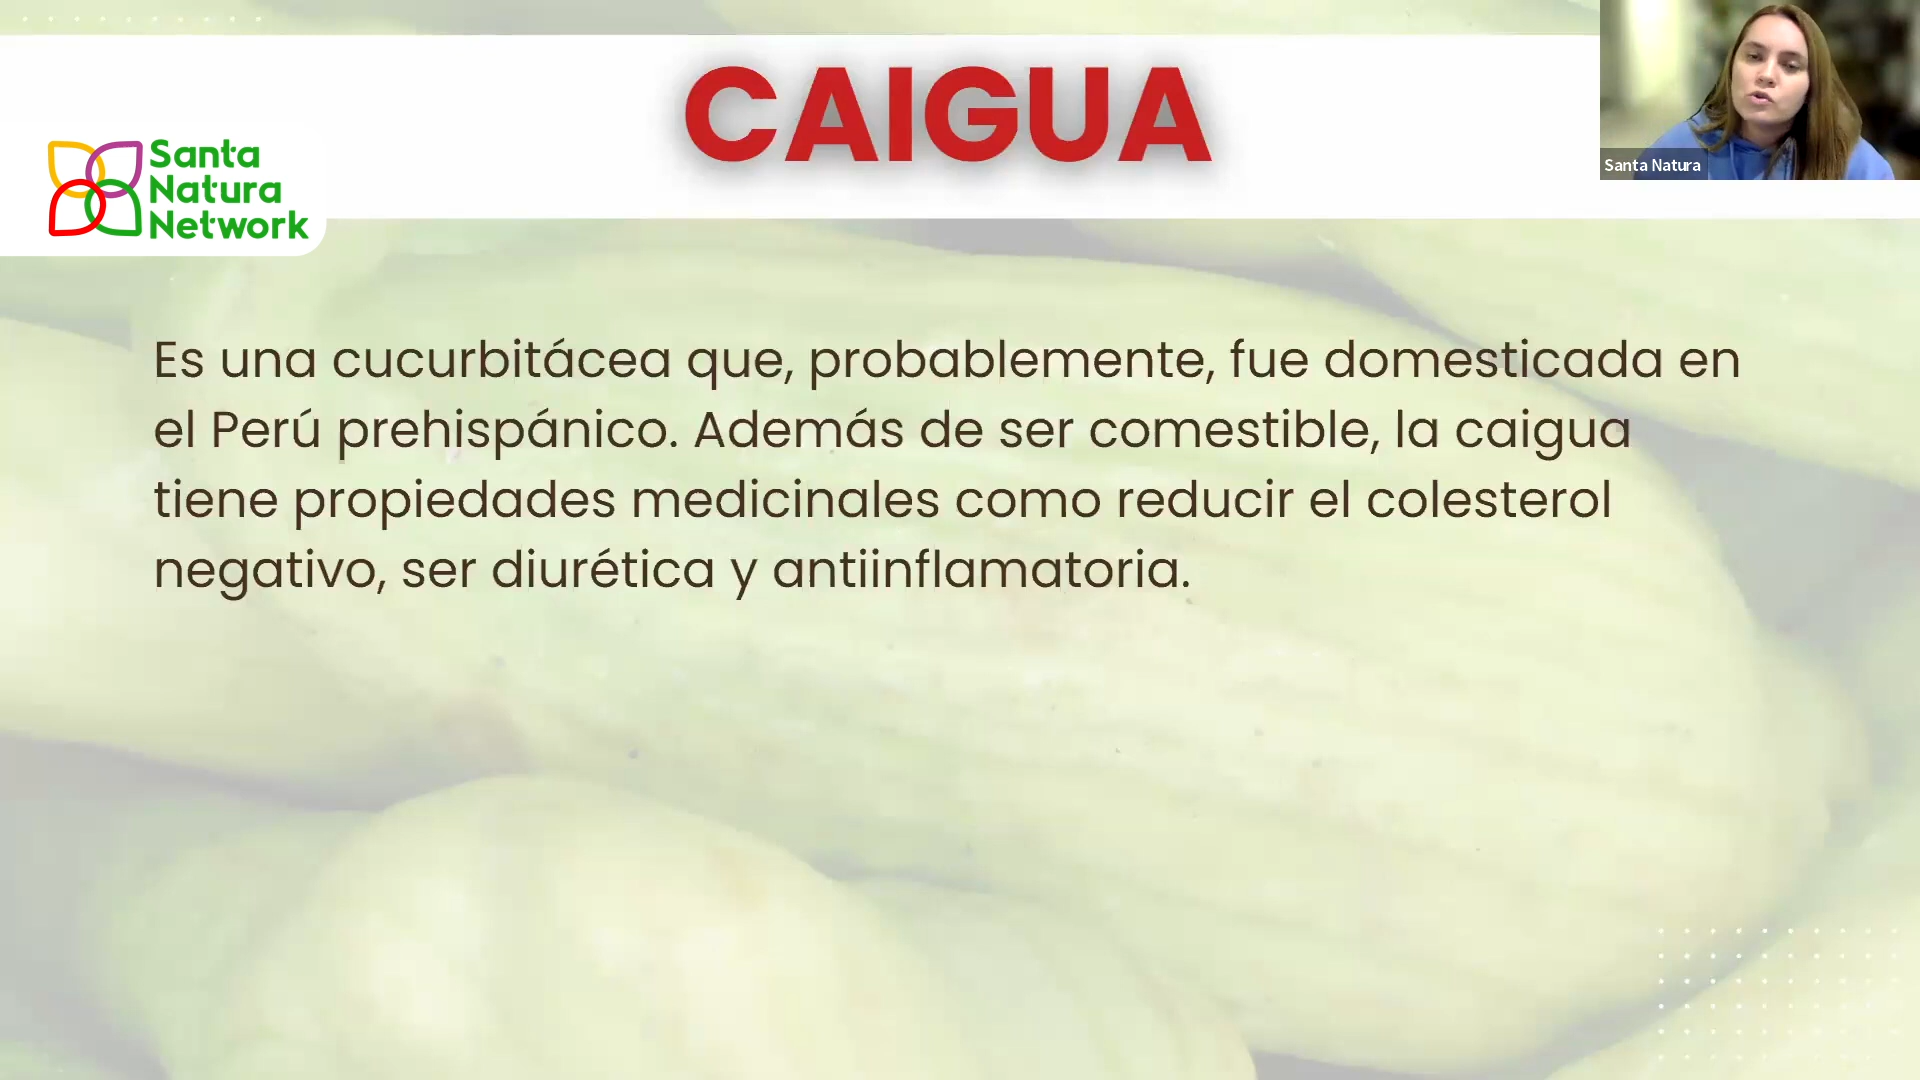 CAIGUA
Santa
Natura
Network
Santa Natura
Es una cucurbitácea que, probablemente, fue domesticada en
el Perú prehispánico. Además de ser comestible, la caigua
tiene propiedades medicinales como reducir el colesterol
negativo, ser diurética y antiinflamatoria.